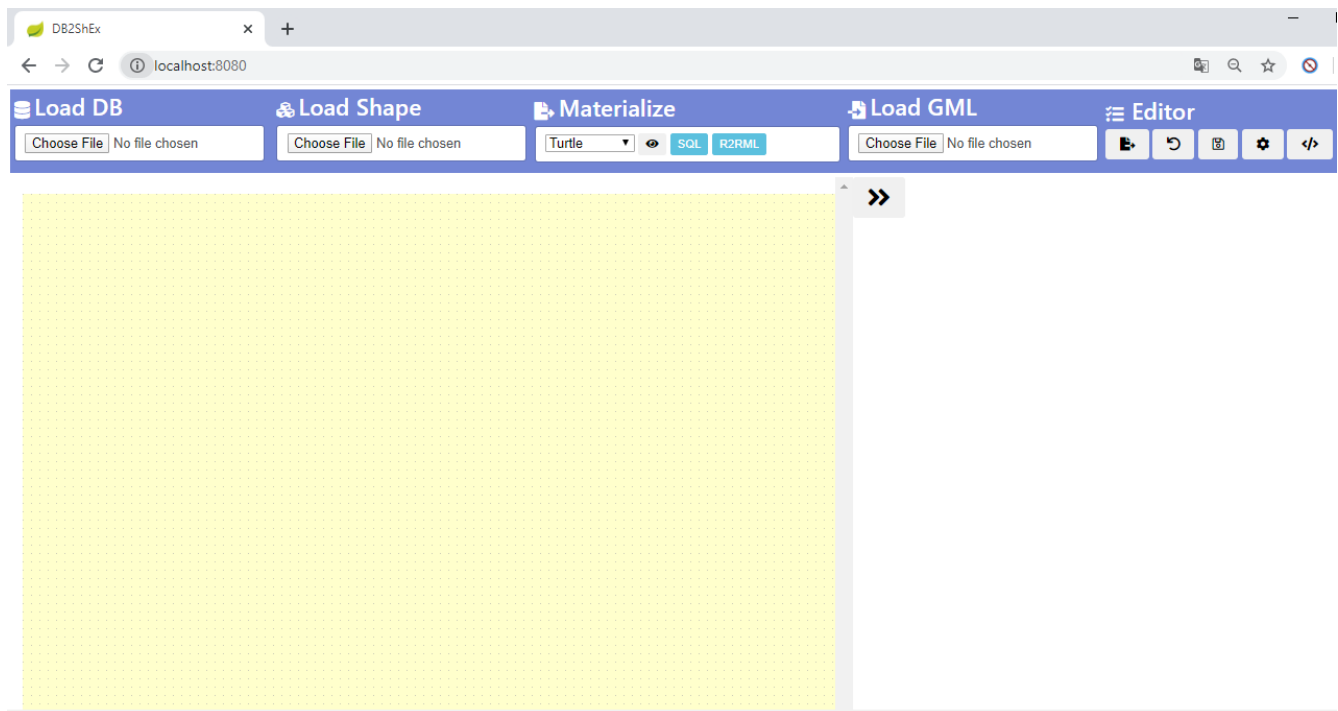 DB2ShEx
localhost:8080
Load DB
Load Shape
Materialize
Load GML
Editor
Choose File No file chosen
Choose File No file chosen
Turtle
SQL
R2RML
Choose File No file chosen